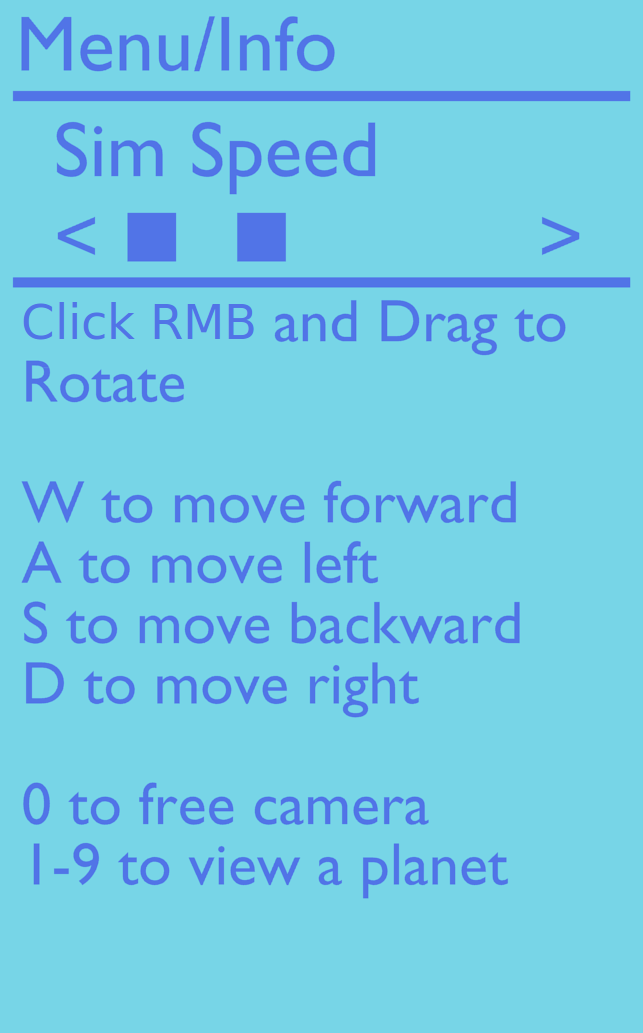 Menu/Info
Sim Speed
< ■ ■ >
Click RMB and Drag to
Rotate
W to move forward
A to move left
S to move backward
D to move right
0 to free camera
1-9 to view a planet